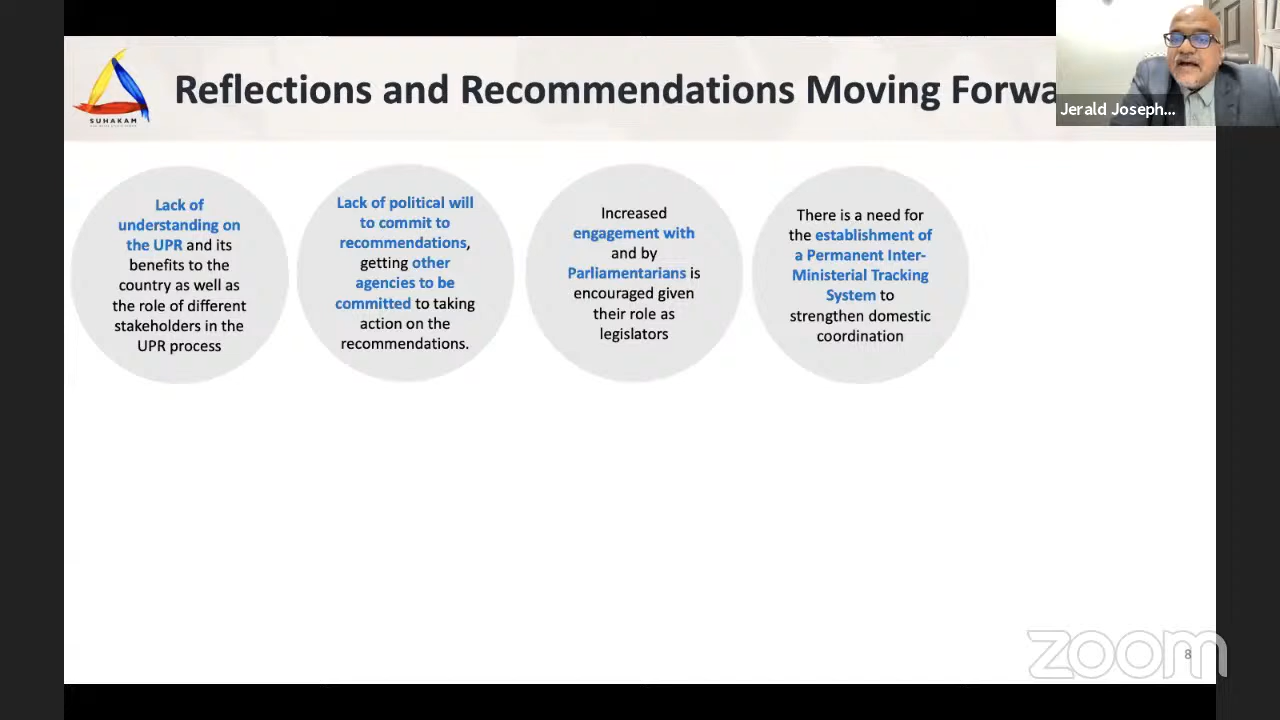 SUHAKAM
Reflections and Recommendations Moving Forwa
Jerald Joseph...
Lack of
understanding on
the UPR and its
benefits to the
country as well as
the role of different
stakeholders in the
UPR process
Lack of political will
to commit to
recommendations,
getting other
agencies to be
committed to taking
action on the
recommendations.
Increased
engagement with
and by
Parliamentarians is
encouraged given
their role as
legislators
There is a need for
the establishment of
a Permanent Inter-
Ministerial Tracking
System to
strengthen domestic
coordination
zoom
8